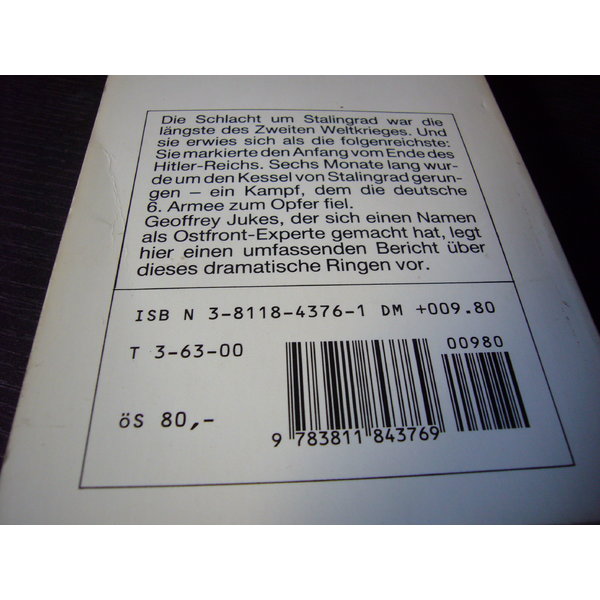 Die Schlacht um Stalingrad war die
längste des Zweiten Weltkrieges. Und
sie erwies sich als die folgenreichste:
Sie markierte den Anfang vom Ende des
Hitler-Reichs. Sechs Monate lang wur-
de um den Kessel von Stalingrad gerun-
gen – ein Kampf, dem die deutsche
6. Armee zum Opfer fiel.
Geoffrey Jukes, der sich einen Namen
als Ostfront-Experte gemacht hat, legt
hier einen umfassenden Bericht über
dieses dramatische Ringen vor.
ISB N 3-8118-4376-1 DM +009.80
T 3-63-00
00980
öS 80,-
9 783811 843769